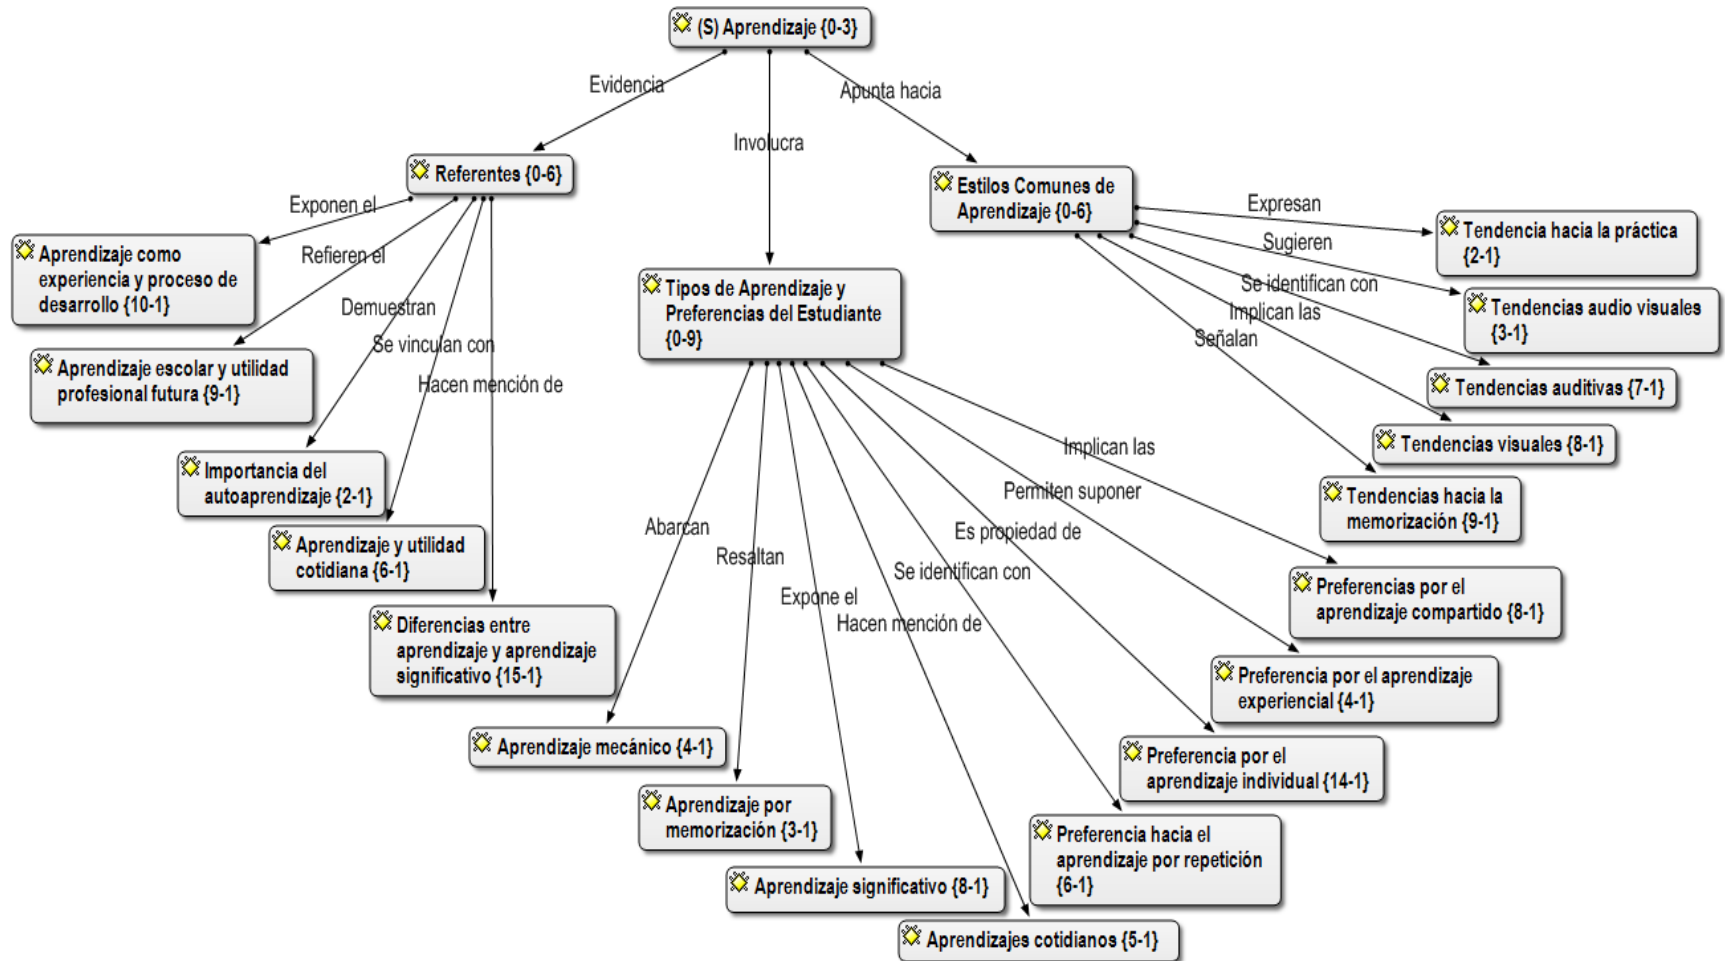 (S) Aprendizaje {0-3}
Evidencia
Involucra
Apunta hacia
Referentes {0-6}
Exponen el
Refieren el
Demuestran
Se vinculan con
Hacen mención de
Aprendizaje como
experiencia y proceso de
desarrollo {10-1}
Aprendizaje escolar y utilidad
profesional futura {9-1}
Importancia del
autoaprendizaje {2-1}
Aprendizaje y utilidad
cotidiana {6-1}
Diferencias entre
aprendizaje y aprendizaje
significativo {15-1}
Tipos de Aprendizaje y
Preferencias del Estudiante
{0-9}
Abarcan
Resaltan
Expone el
Hacen mención de
Se identifican con
Es propiedad de
Permiten suponer
Implican las
Aprendizaje mecánico {4-1}
Aprendizaje por
memorización {3-1}
Aprendizaje significativo {8-1}
Aprendizajes cotidianos {5-1}
Preferencia hacia el
aprendizaje por repetición
{6-1}
Preferencia por el
aprendizaje individual {14-1}
Preferencia por el aprendizaje
experiencial {4-1}
Preferencias por el
aprendizaje compartido {8-1}
Estilos Comunes de
Aprendizaje {0-6}
Expresan
Sugieren
Se identifican con
Implican las
Señalan
Tendencia hacia la práctica
{2-1}
Tendencias audio visuales
{3-1}
Tendencias auditivas {7-1}
Tendencias visuales {8-1}
Tendencias hacia la
memorización {9-1}